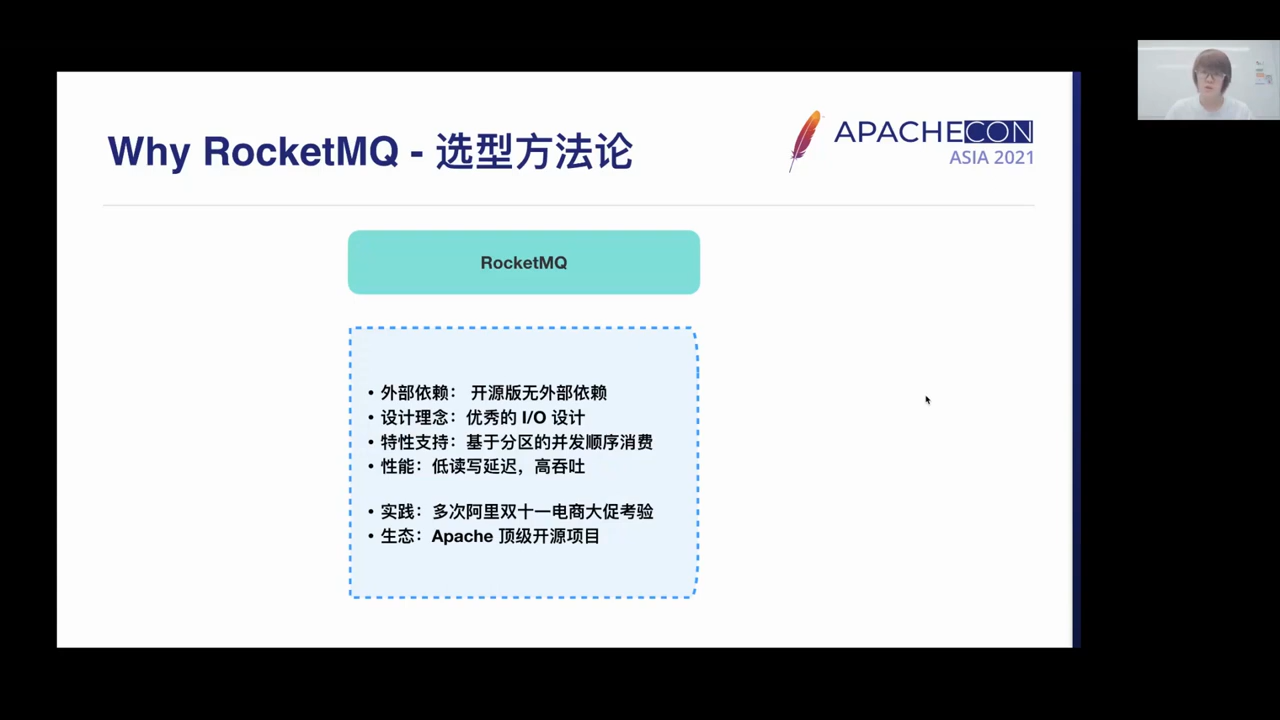 Why RocketMQ - 选型方法论
APACHECON
ASIA 2021
RocketMQ
• 外部依赖： 开源版无外部依赖
• 设计理念：优秀的 I/O 设计
• 特性支持：基于分区的并发顺序消费
• 性能：低读写延迟，高吞吐
• 实践：多次阿里双十一电商大促考验
• 生态：Apache 顶级开源项目